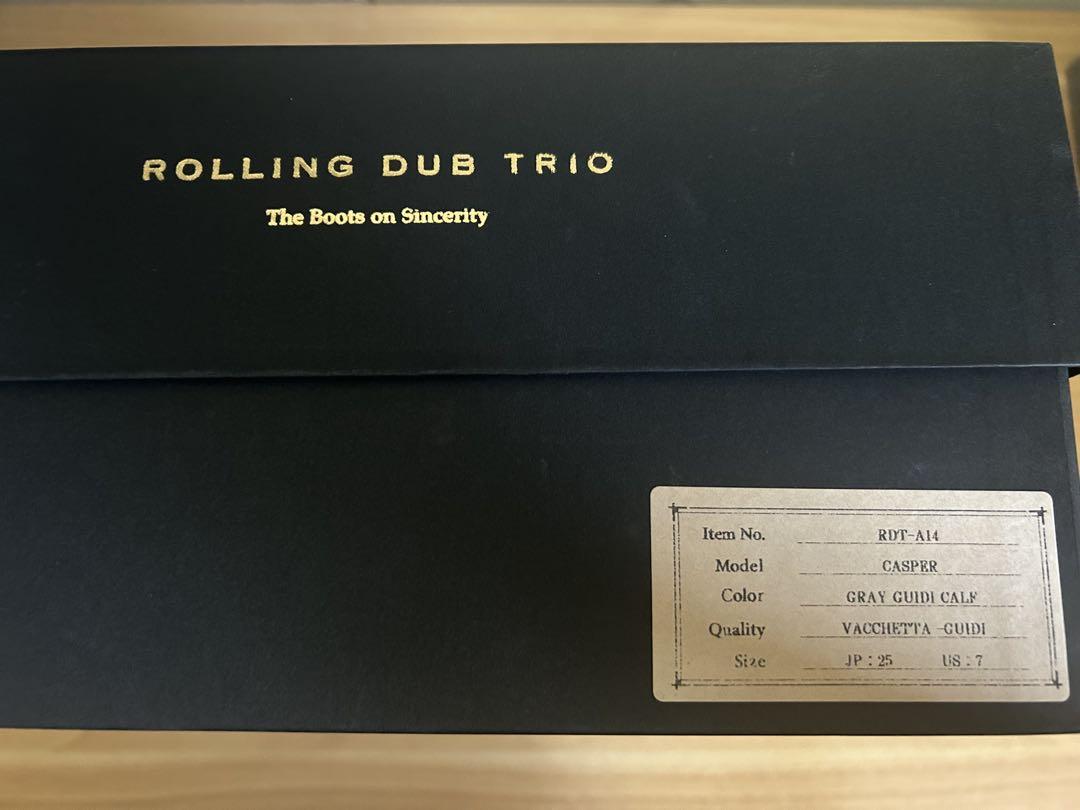 ROLLING DUB TRIO
The Boots on Sincerity
Item No. RDT-A14
Model CASPER
Color GRAY GUIDI CALF
Quality VACCHETTA -GUIDI
Size JP : 25 US : 7